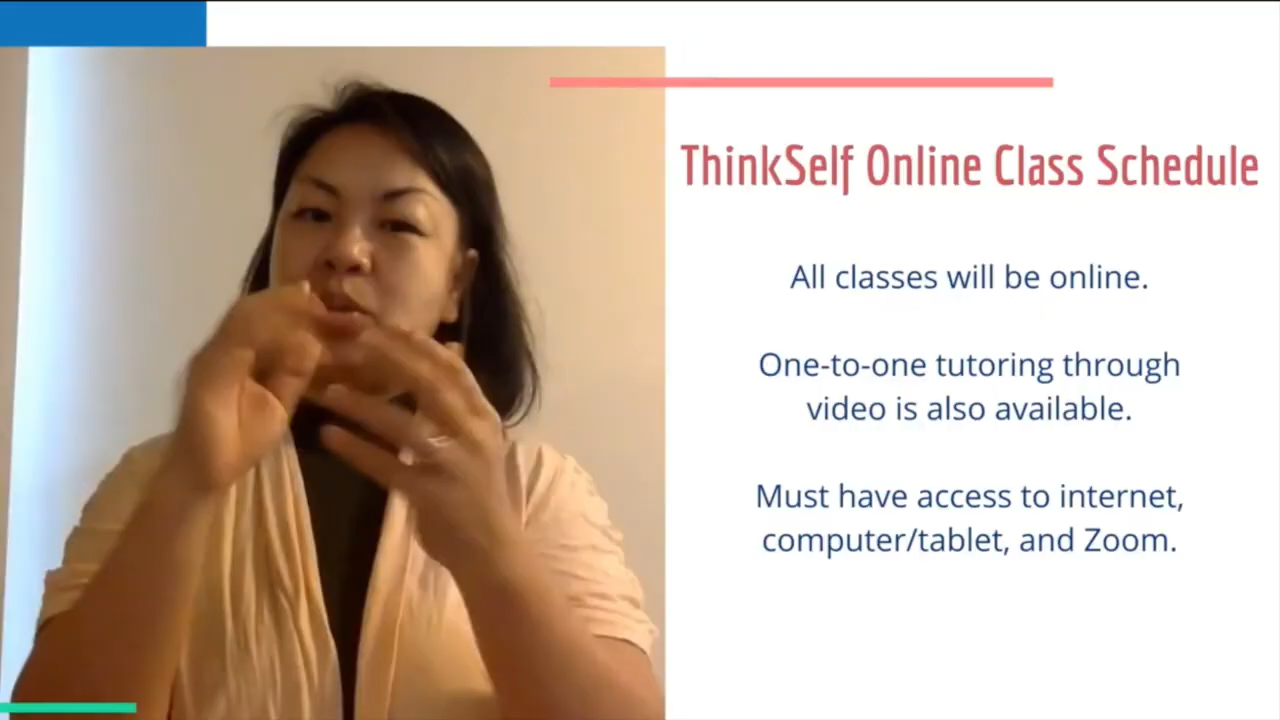 ThinkSelf Online Class Schedule
All classes will be online.
One-to-one tutoring through
video is also available.
Must have access to internet,
computer/tablet, and Zoom.